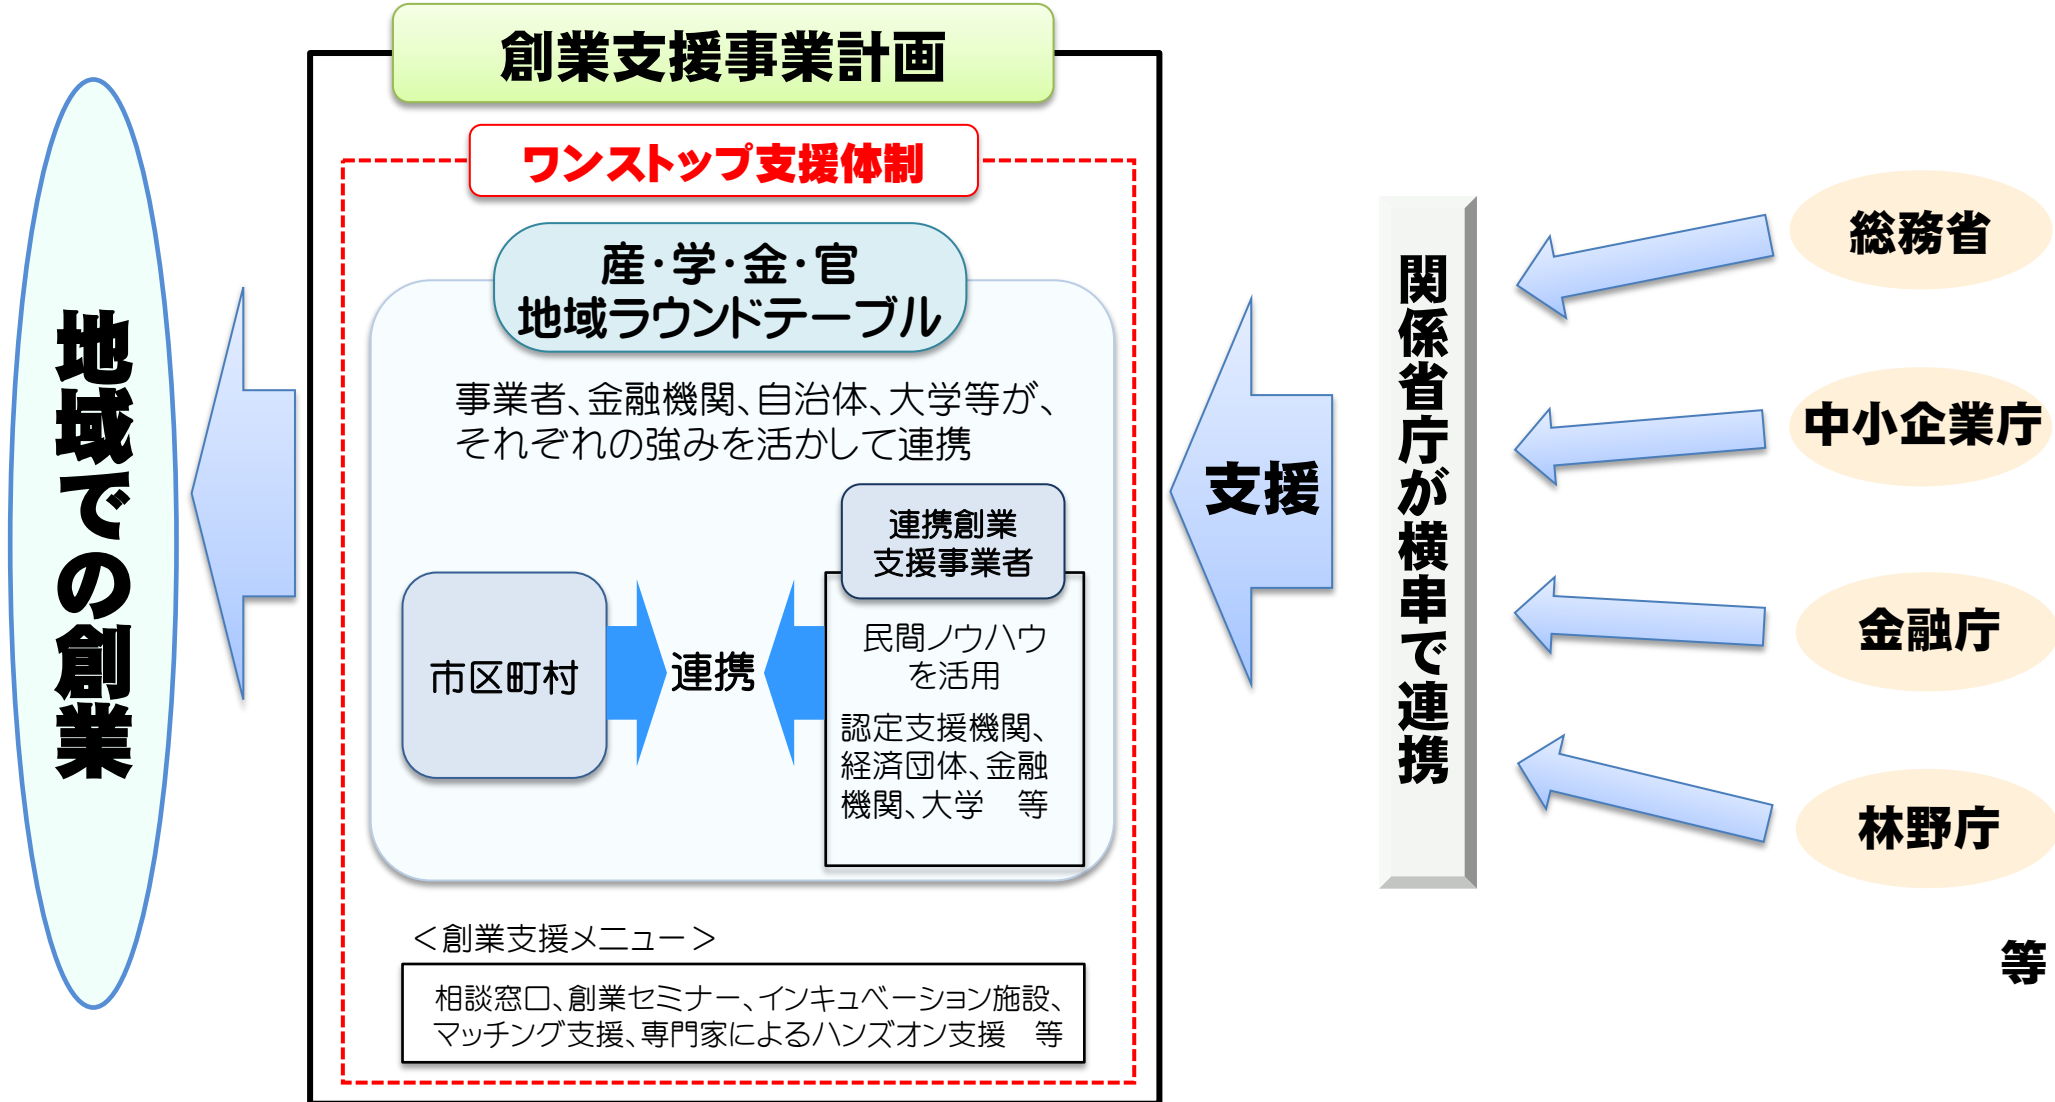 創業支援事業計画
ワンストップ支援体制
産・学・金・官
地域ラウンドテーブル
事業者、金融機関、自治体、大学等が、
それぞれの強みを活かして連携
連携創業
支援事業者
市区町村
連携
民間ノウハウ
を活用
認定支援機関、
経済団体、金融
機関、大学　等
＜創業支援メニュー＞
相談窓口、創業セミナー、インキュベーション施設、
マッチング支援、専門家によるハンズオン支援　等
地域での創業
支援
関係省庁が横串で連携
総務省
中小企業庁
金融庁
林野庁
等